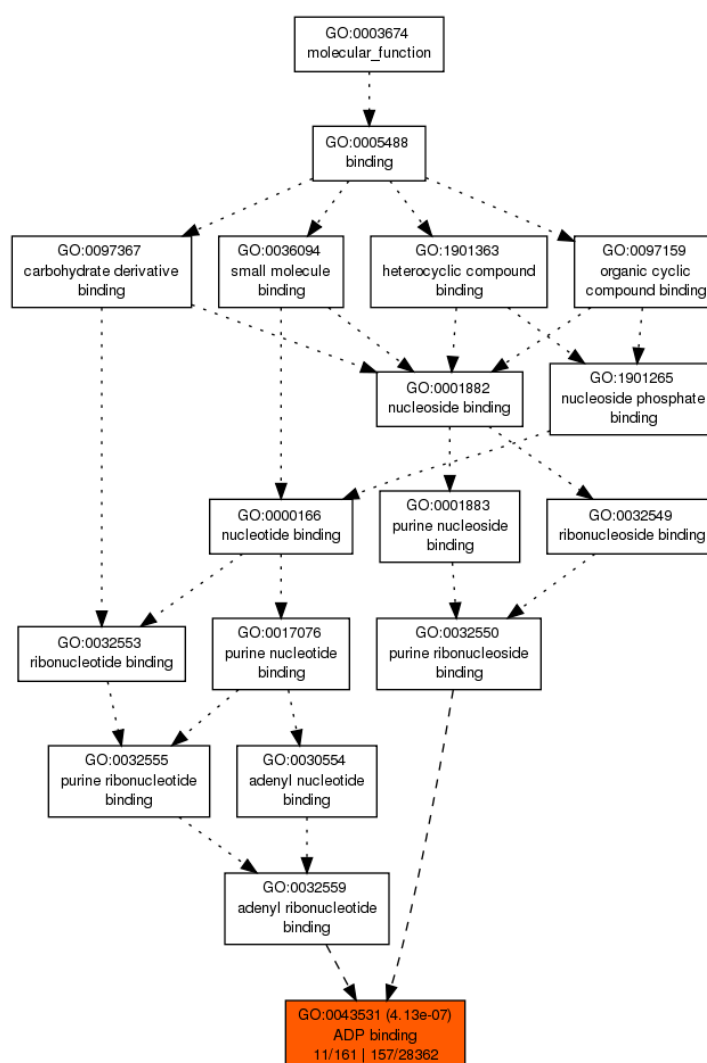 GO:0003674
molecular_function
GO:0005488
binding
GO:0097367
carbohydrate derivative
binding
GO:0036094
small molecule
binding
GO:1901363
heterocyclic compound
binding
GO:0097159
organic cyclic
compound binding
GO:0001882
nucleoside binding
GO:1901265
nucleoside phosphate
binding
GO:0000166
nucleotide binding
GO:0001883
purine nucleoside
binding
GO:0032549
ribonucleoside binding
GO:0032553
ribonucleotide binding
GO:0017076
purine nucleotide
binding
GO:0032550
purine ribonucleoside
binding
GO:0032555
purine ribonucleotide
binding
GO:0030554
adenyl nucleotide
binding
GO:0032559
adenyl ribonucleotide
binding
GO:0043531 (4.13e-07)
ADP binding
11/161 | 157/28362